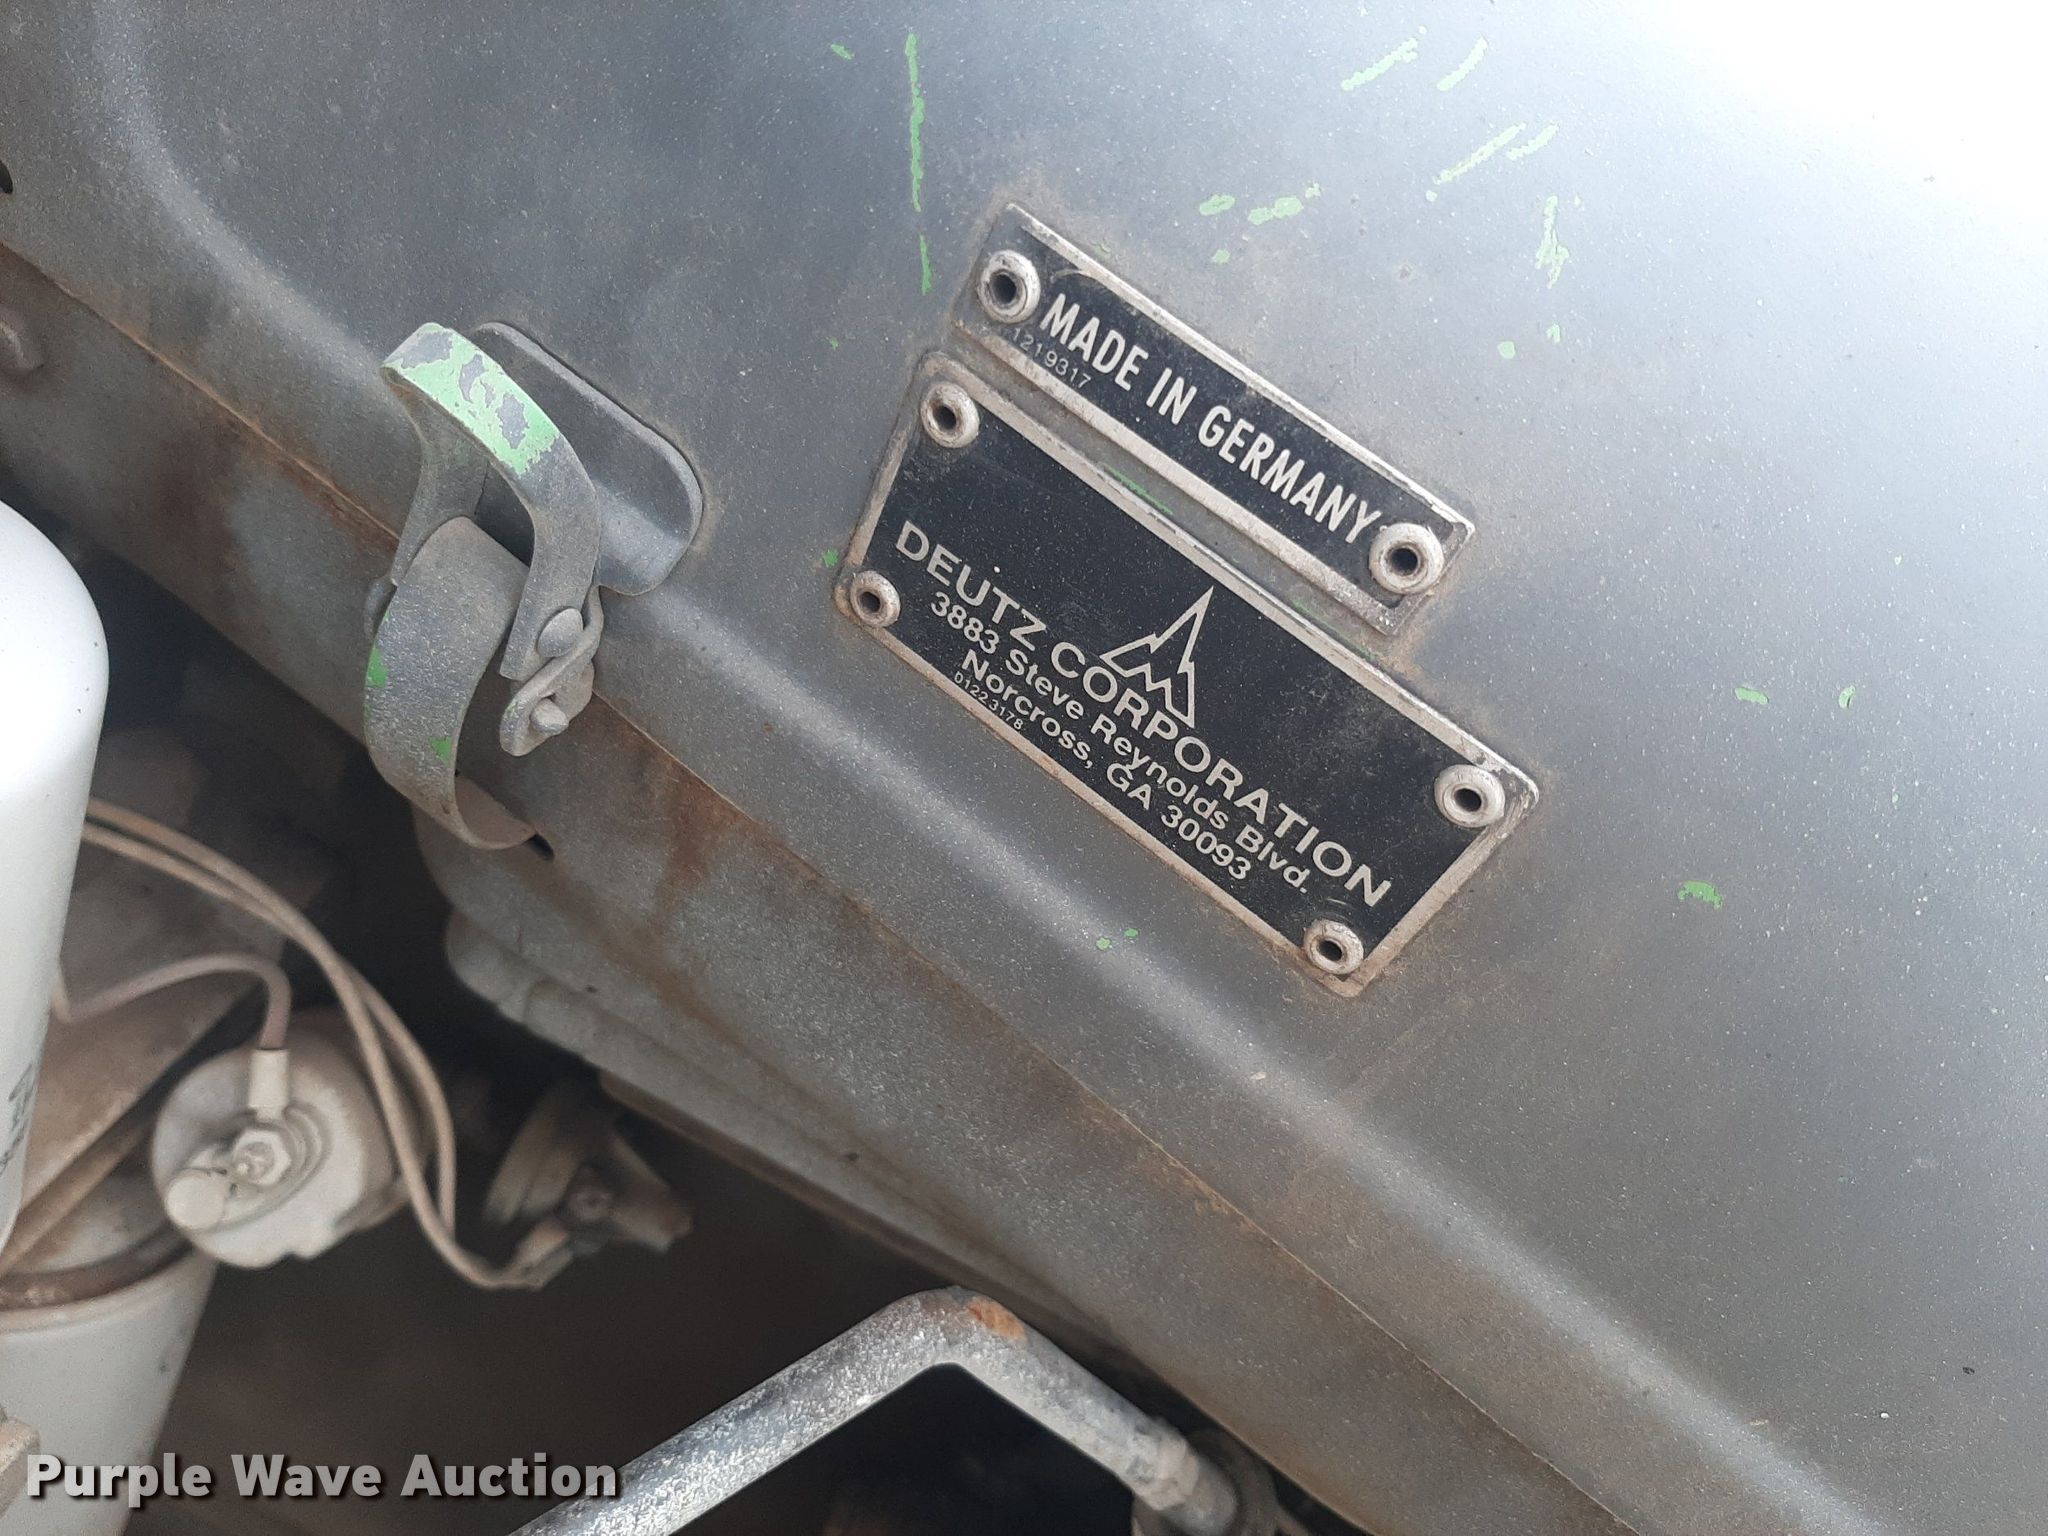 MADE IN GERMANY
1219317
DEUTZ CORPORATION
3883 Steve Reynolds Blvd.
Norcross, GA 30093
01223178
Purple Wave Auction